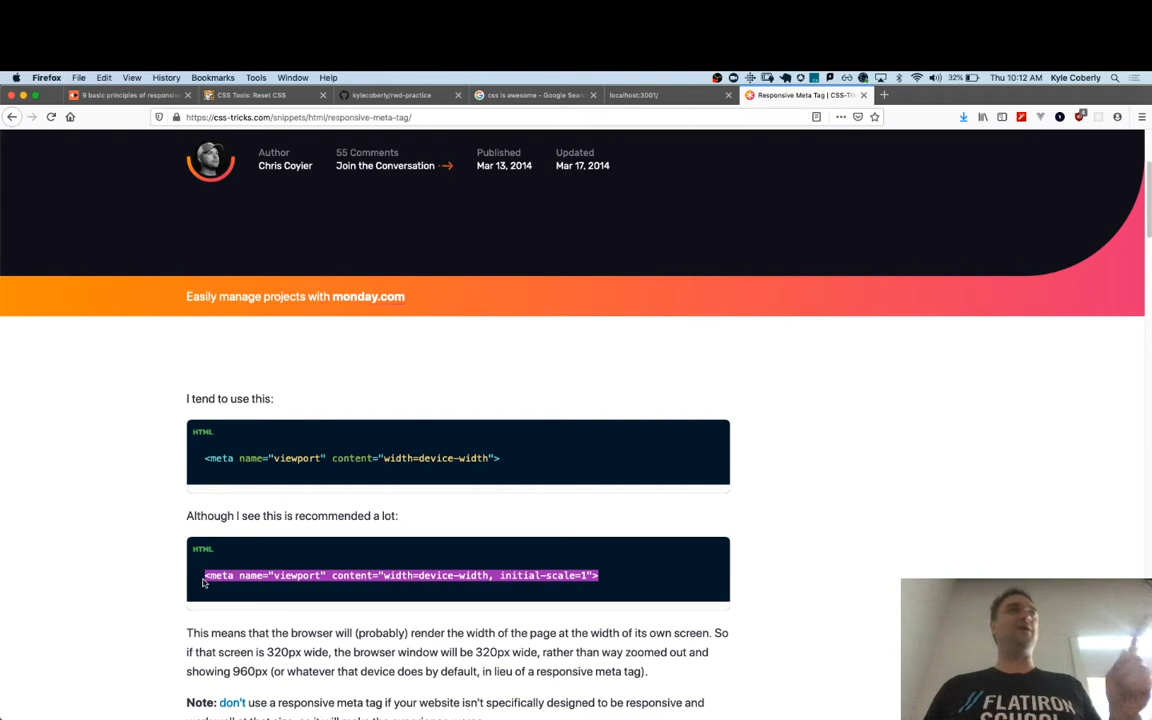 Firefox File Edit View History Bookmarks Tools Window Help 32% Thu 10:12 AM Kyle Coberly
9 basic principles of responsive CSS Tools: Reset CSS kylecoberly/rwd-practice css is awesome - Google Sear localhost:3001/ Responsive Meta Tag | CSS-Tri
https://css-tricks.com/snippets/html/responsive-meta-tag/
Author 55 Comments Published Updated
Chris Coyier Join the Conversation → Mar 13, 2014 Mar 17, 2014
Easily manage projects with monday.com
I tend to use this:
HTML
<meta name="viewport" content="width=device-width">
Although I see this is recommended a lot:
HTML
<meta name="viewport" content="width=device-width, initial-scale=1">
This means that the browser will (probably) render the width of the page at the width of its own screen. So
if that screen is 320px wide, the browser window will be 320px wide, rather than way zoomed out and
showing 960px (or whatever that device does by default, in lieu of a responsive meta tag).
Note: don't use a responsive meta tag if your website isn't specifically designed to be responsive and
// FLATIRON
SCHOOL